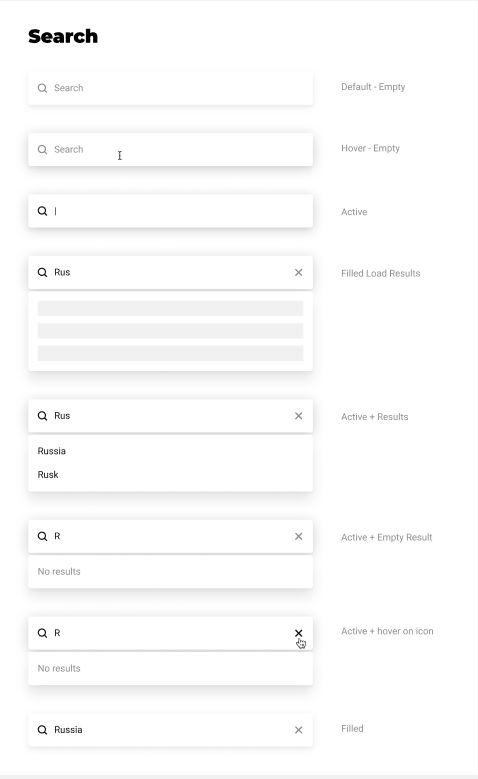 Search
Search
Default - Empty
Search
Hover - Empty
Active
Rus
Filled Load Results
Rus
Active + Results
Russia
Rusk
R
Active + Empty Result
No results
R
Active + hover on icon
No results
Russia
Filled